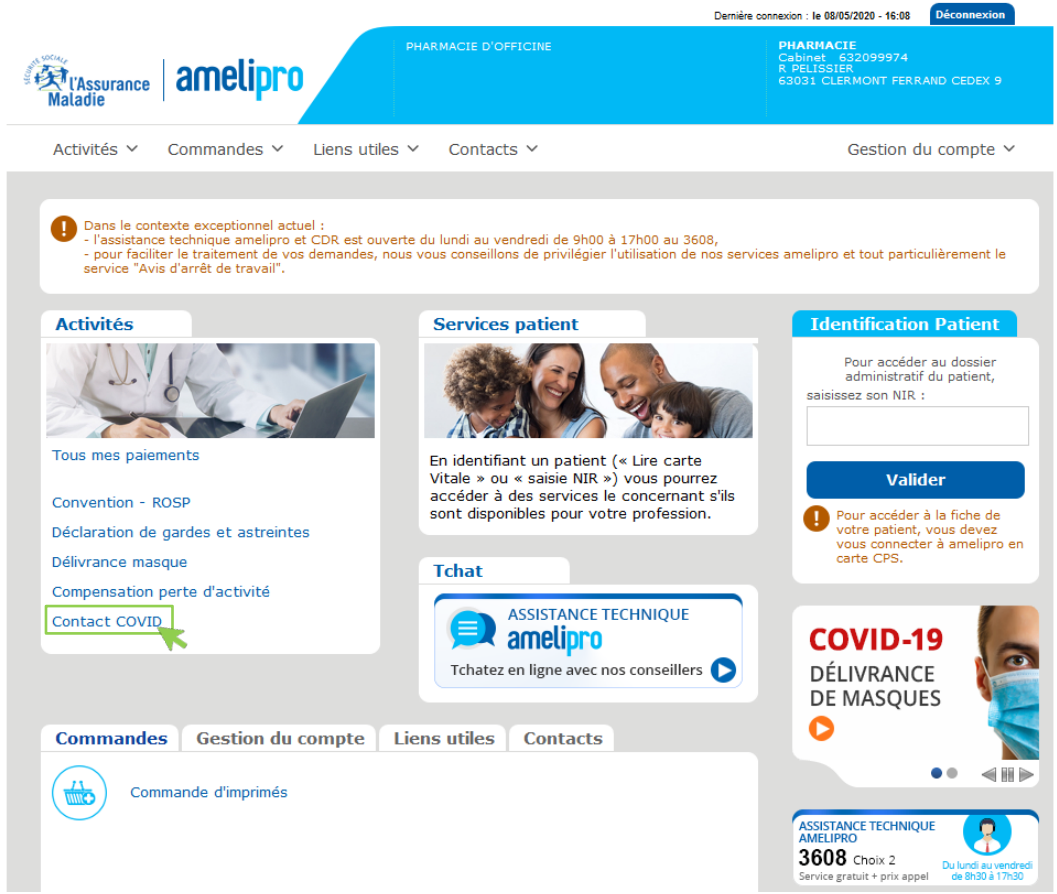 Dernière connexion : le 08/05/2020 - 16:08
Déconnexion
SÉCURITÉ SOCIALE
l'Assurance
Maladie
amelipro
PHARMACIE D'OFFICINE
PHARMACIE
Cabinet 632099974
R PELISSIER
63031 CLERMONT FERRAND CEDEX 9
Activités
Commandes
Liens utiles
Contacts
Gestion du compte
Dans le contexte exceptionnel actuel :
- l'assistance technique amelipro et CDR est ouverte du lundi au vendredi de 9h00 à 17h00 au 3608,
- pour faciliter le traitement de vos demandes, nous vous conseillons de privilégier l'utilisation de nos services amelipro et tout particulièrement le
service "Avis d'arrêt de travail".
Activités
Tous mes paiements
Convention - ROSP
Déclaration de gardes et astreintes
Délivrance masque
Compensation perte d'activité
Contact COVID
Services patient
En identifiant un patient (« Lire carte
Vitale » ou « saisie NIR ») vous pourrez
accéder à des services le concernant s'ils
sont disponibles pour votre profession.
Tchat
ASSISTANCE TECHNIQUE
amelipro
Tchatez en ligne avec nos conseillers
Identification Patient
Pour accéder au dossier
administratif du patient,
saisissez son NIR :
Valider
Pour accéder à la fiche de
votre patient, vous devez
vous connecter à amelipro en
carte CPS.
COVID-19
DÉLIVRANCE
DE MASQUES
Commandes
Gestion du compte
Liens utiles
Contacts
Commande d'imprimés
ASSISTANCE TECHNIQUE
AMELIPRO
3608 Choix 2
Service gratuit + prix appel
Du lundi au vendredi
de 8h30 à 17h30